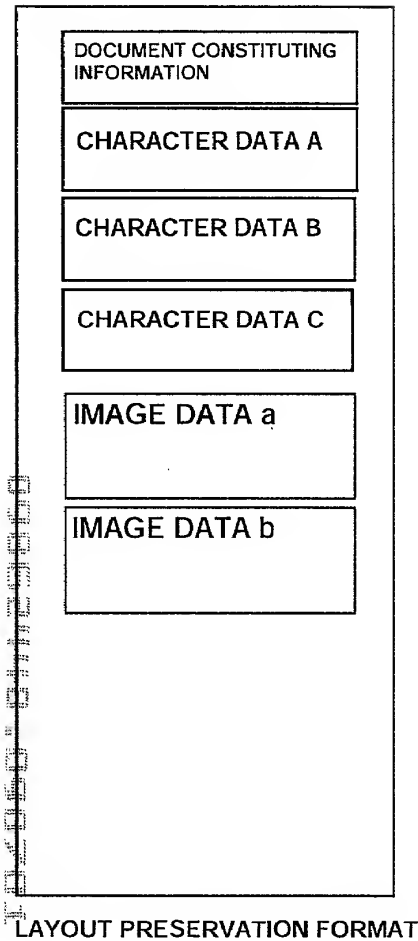 DOCUMENT CONSTITUTING
INFORMATION
CHARACTER DATA A
CHARACTER DATA B
CHARACTER DATA C
IMAGE DATA a
IMAGE DATA b
LAYOUT PRESERVATION FORMAT